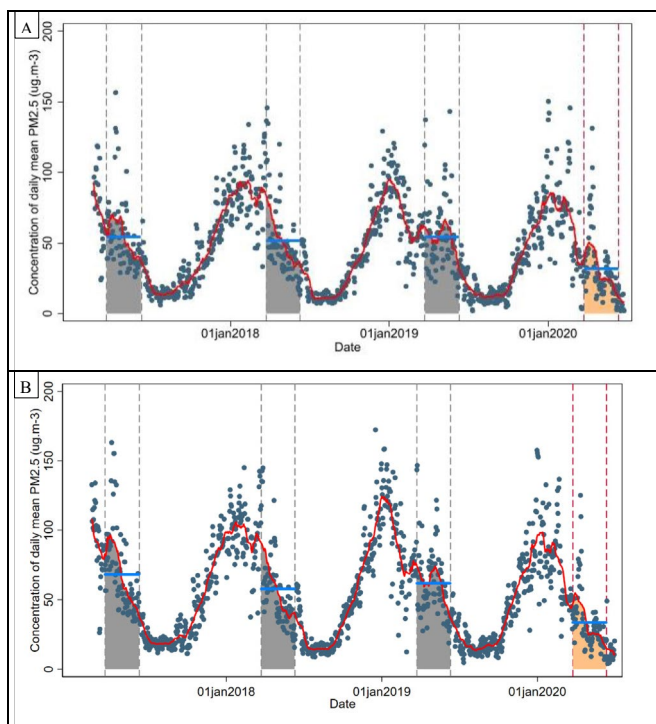 A
Concentration of daily mean PM2.5 (ug.m-3)
200
150
100
50
0
01jan2018
01jan2019
01jan2020
Date
B
Concentration of daily mean PM2.5 (ug.m-3)
200
150
100
50
0
01jan2018
01jan2019
01jan2020
Date